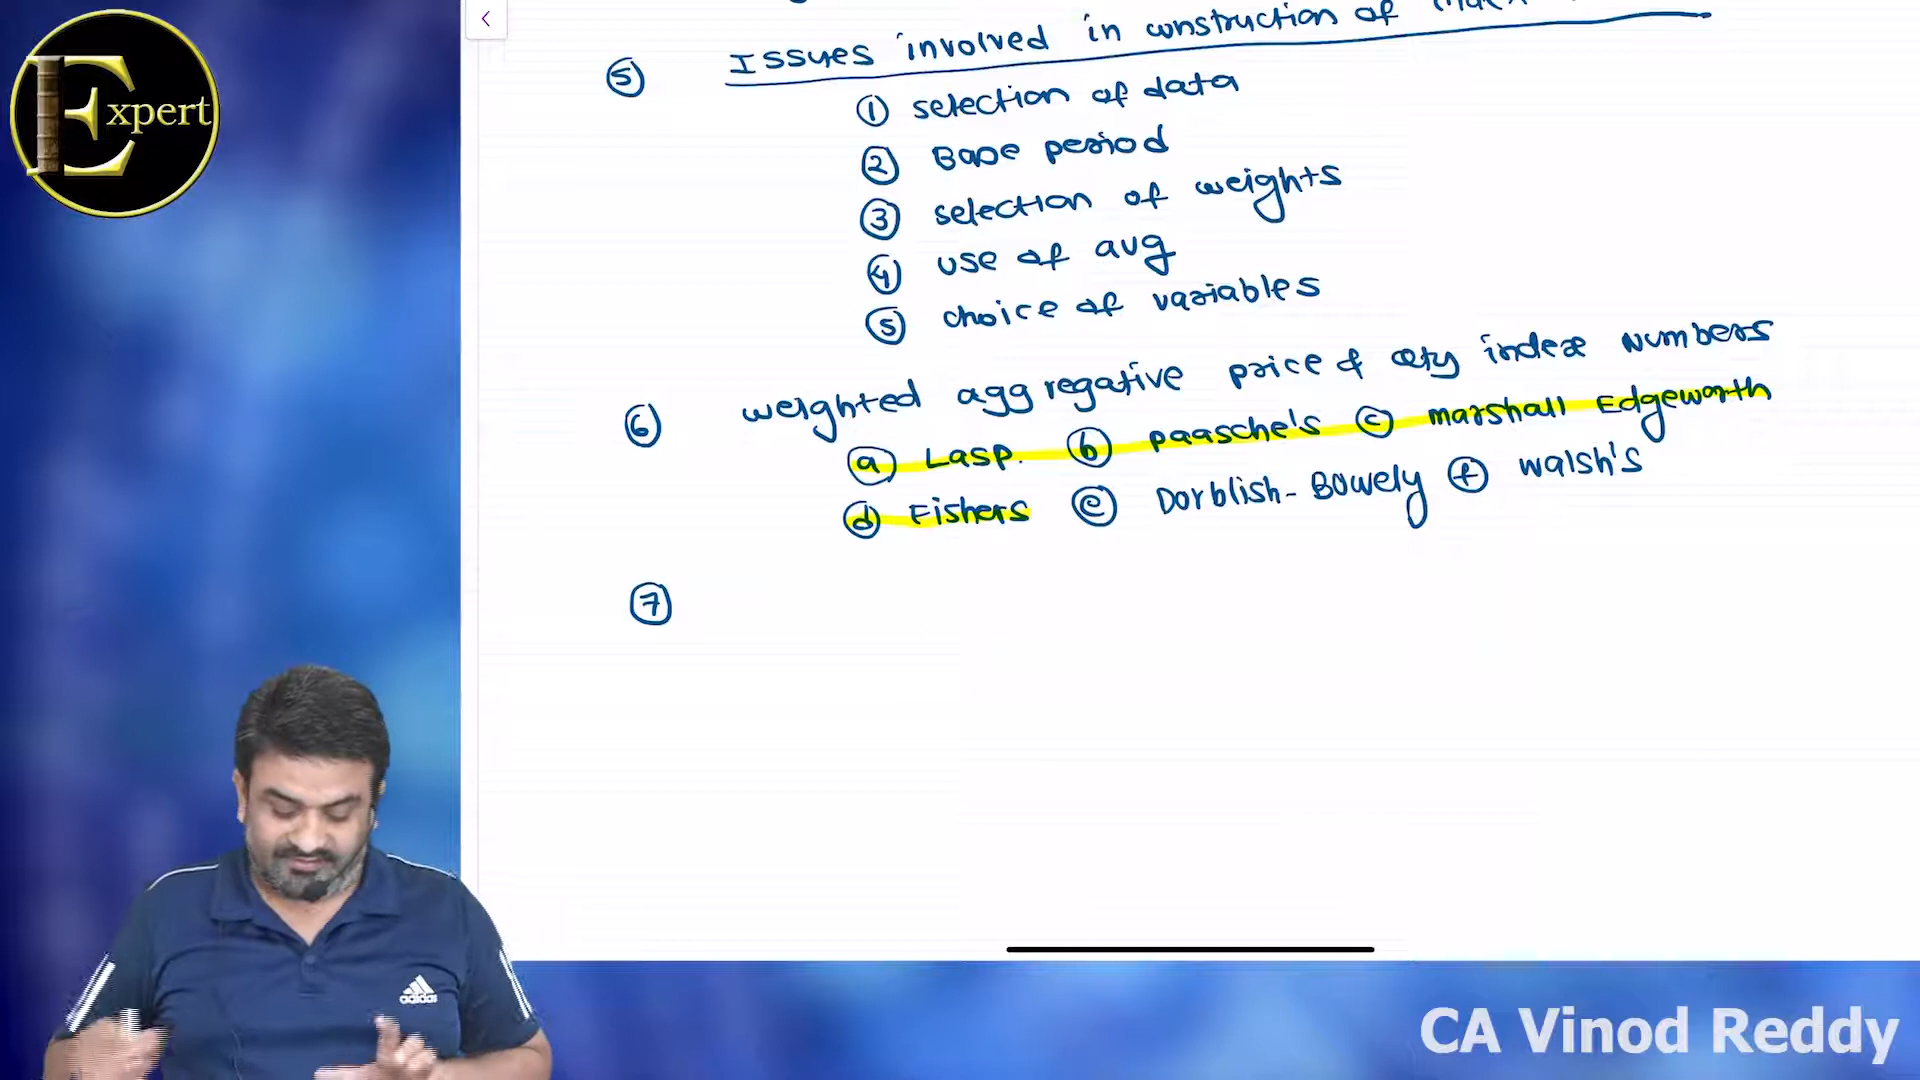 Expert
⑤ Issues involved in construction of
① selection of data
② Base period
③ selection of weights
④ use of avg
⑤ choice of variables
⑥ weighted aggregative price & qty index Numbers
ⓐ Lasp. ⓑ paasche's ⓒ marshall Edgeworth
ⓓ Fishers ⓔ Dorblish-Bowely ⓕ walsh's
⑦
adidas
CA Vinod Reddy